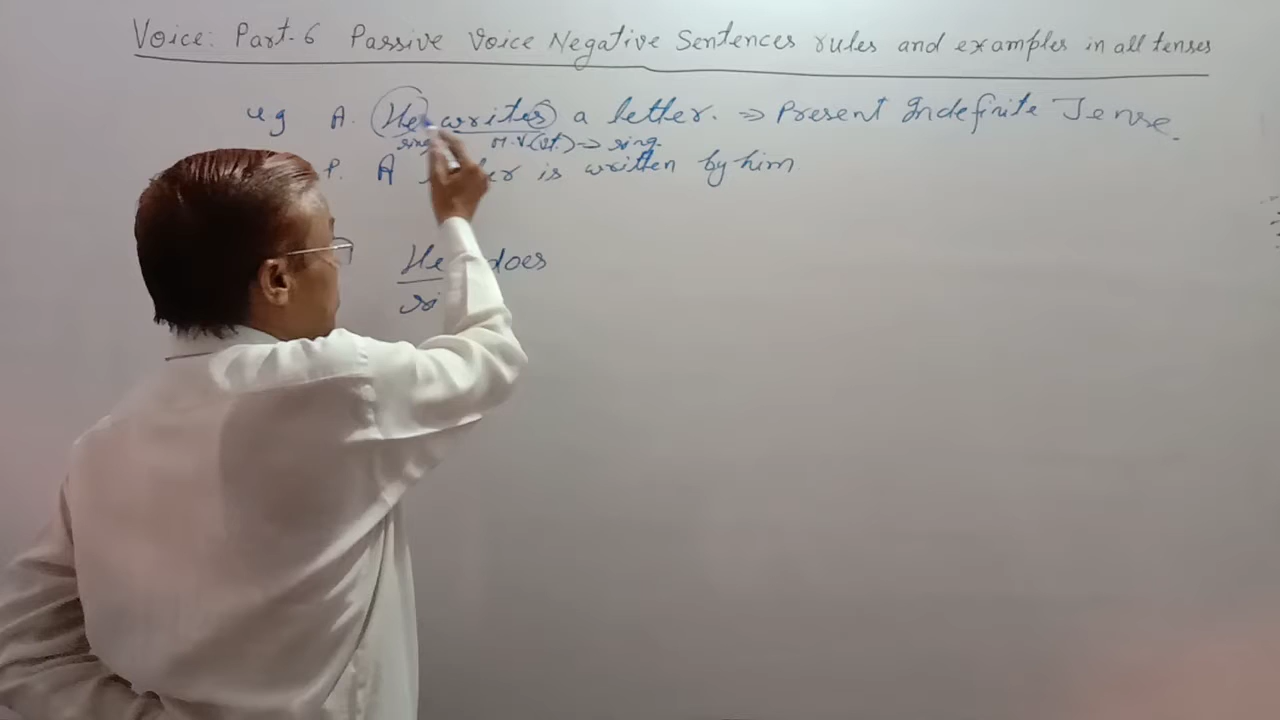 Voice: Part-6 Passive Voice Negative Sentences rules and examples in all tenses
e.g A. He writes a letter. ⇒ Present Indefinite Tense.
sing M.V(vt.) → sing.
P. A is written by him
He does